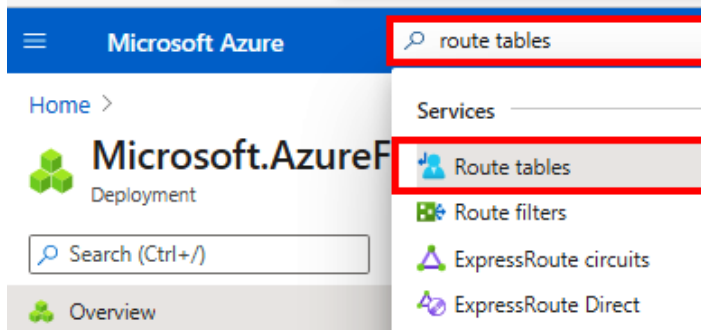 Microsoft Azure
route tables
Home >
Microsoft.AzureF
Deployment
Search (Ctrl+/)
Overview
Services
Route tables
Route filters
ExpressRoute circuits
ExpressRoute Direct